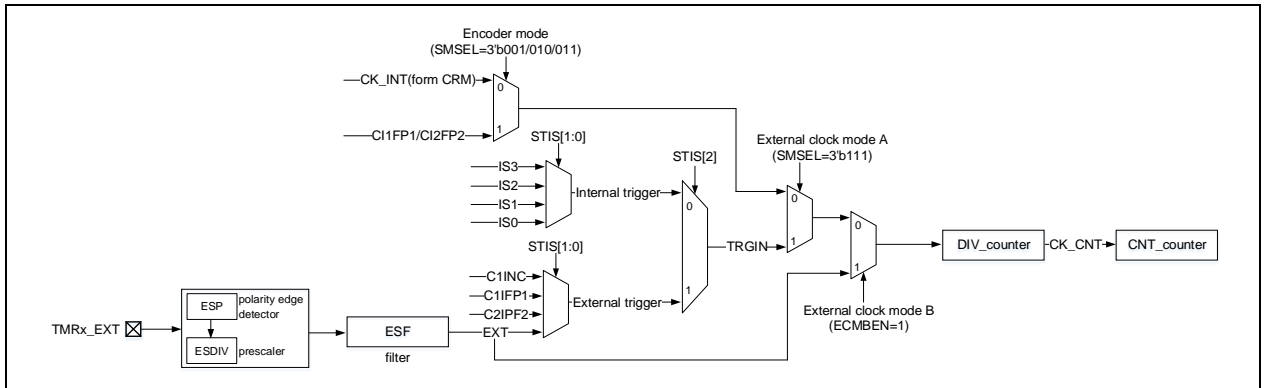 Encoder mode
(SMSEL=3'b001/010/011)
CK_INT(form CRM)
0
CI1FP1/CI2FP2
1
STIS[1:0]
IS3
IS2
IS1
IS0
Internal trigger
STIS[2]
0
1
External clock mode A
(SMSEL=3'b111)
0
1
TRGIN
0
1
DIV_counter
CK_CNT
CNT_counter
STIS[1:0]
C1INC
C1IFP1
C2IPF2
EXT
External trigger
External clock mode B
(ECMBEN=1)
TMRx_EXT
ESP
polarity edge
detector
ESDIV
prescaler
ESF
filter